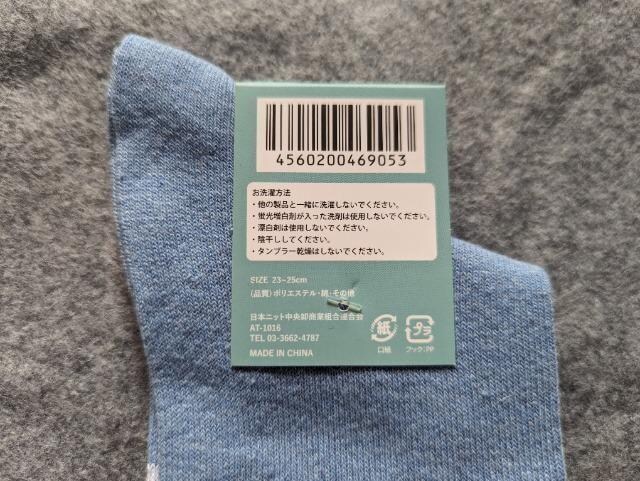 4560200469053
お洗濯方法
・他の製品と一緒に洗濯しないでください。
・蛍光増白剤が入った洗剤は使用しないでください。
・漂白剤は使用しないでください。
・陰干ししてください。
・タンブラー乾燥はしないでください。
SIZE 23~25cm
(品質)ポリエステル・綿・その他
日本ニット中央卸商業組合連合会
AT-1016
TEL 03-3662-4787
MADE IN CHINA
紙
口紙
プラ
フック:PP